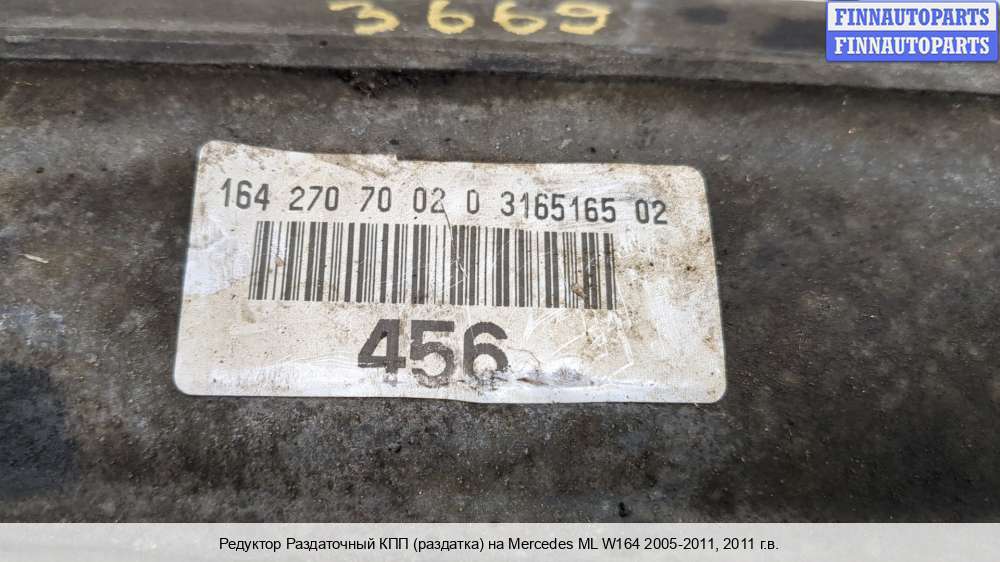 3669
FINNAUTOPARTS
FINNAUTOPARTS
164 270 70 02 0 3165165 02
456
Редуктор Раздаточный КПП (раздатка) на Mercedes ML W164 2005-2011, 2011 г.в.